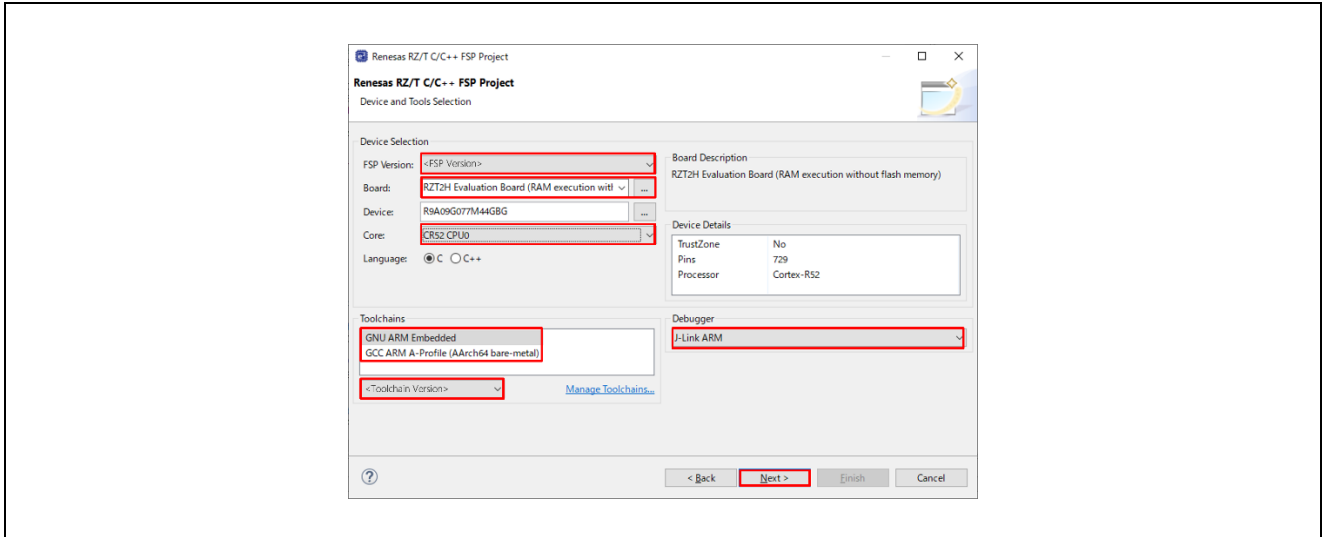 Renesas RZ/T C/C++ FSP Project
Renesas RZ/T C/C++ FSP Project
Device and Tools Selection
Device Selection
FSP Version: <FSP Version>
Board: RZT2H Evaluation Board (RAM execution witl ...
Device: R9A09G077M44GBG ...
Core: CR52 CPU0
Language: C C++
Board Description
RZT2H Evaluation Board (RAM execution without flash memory)
Device Details
TrustZone No
Pins 729
Processor Cortex-R52
Toolchains
GNU ARM Embedded
GCC ARM A-Profile (AArch64 bare-metal)
<Toolchain Version> Manage Toolchains...
Debugger
J-Link ARM
? < Back Next > Finish Cancel